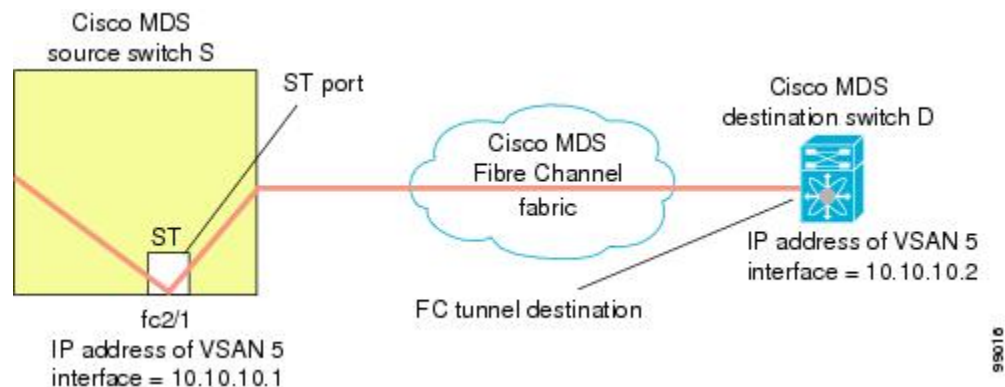 Cisco MDS
source switch S
ST port
Cisco MDS
destination switch D
Cisco MDS
Fibre Channel
fabric
ST
fc2/1
IP address of VSAN 5
interface = 10.10.10.1
FC tunnel destination
IP address of VSAN 5
interface = 10.10.10.2
99016